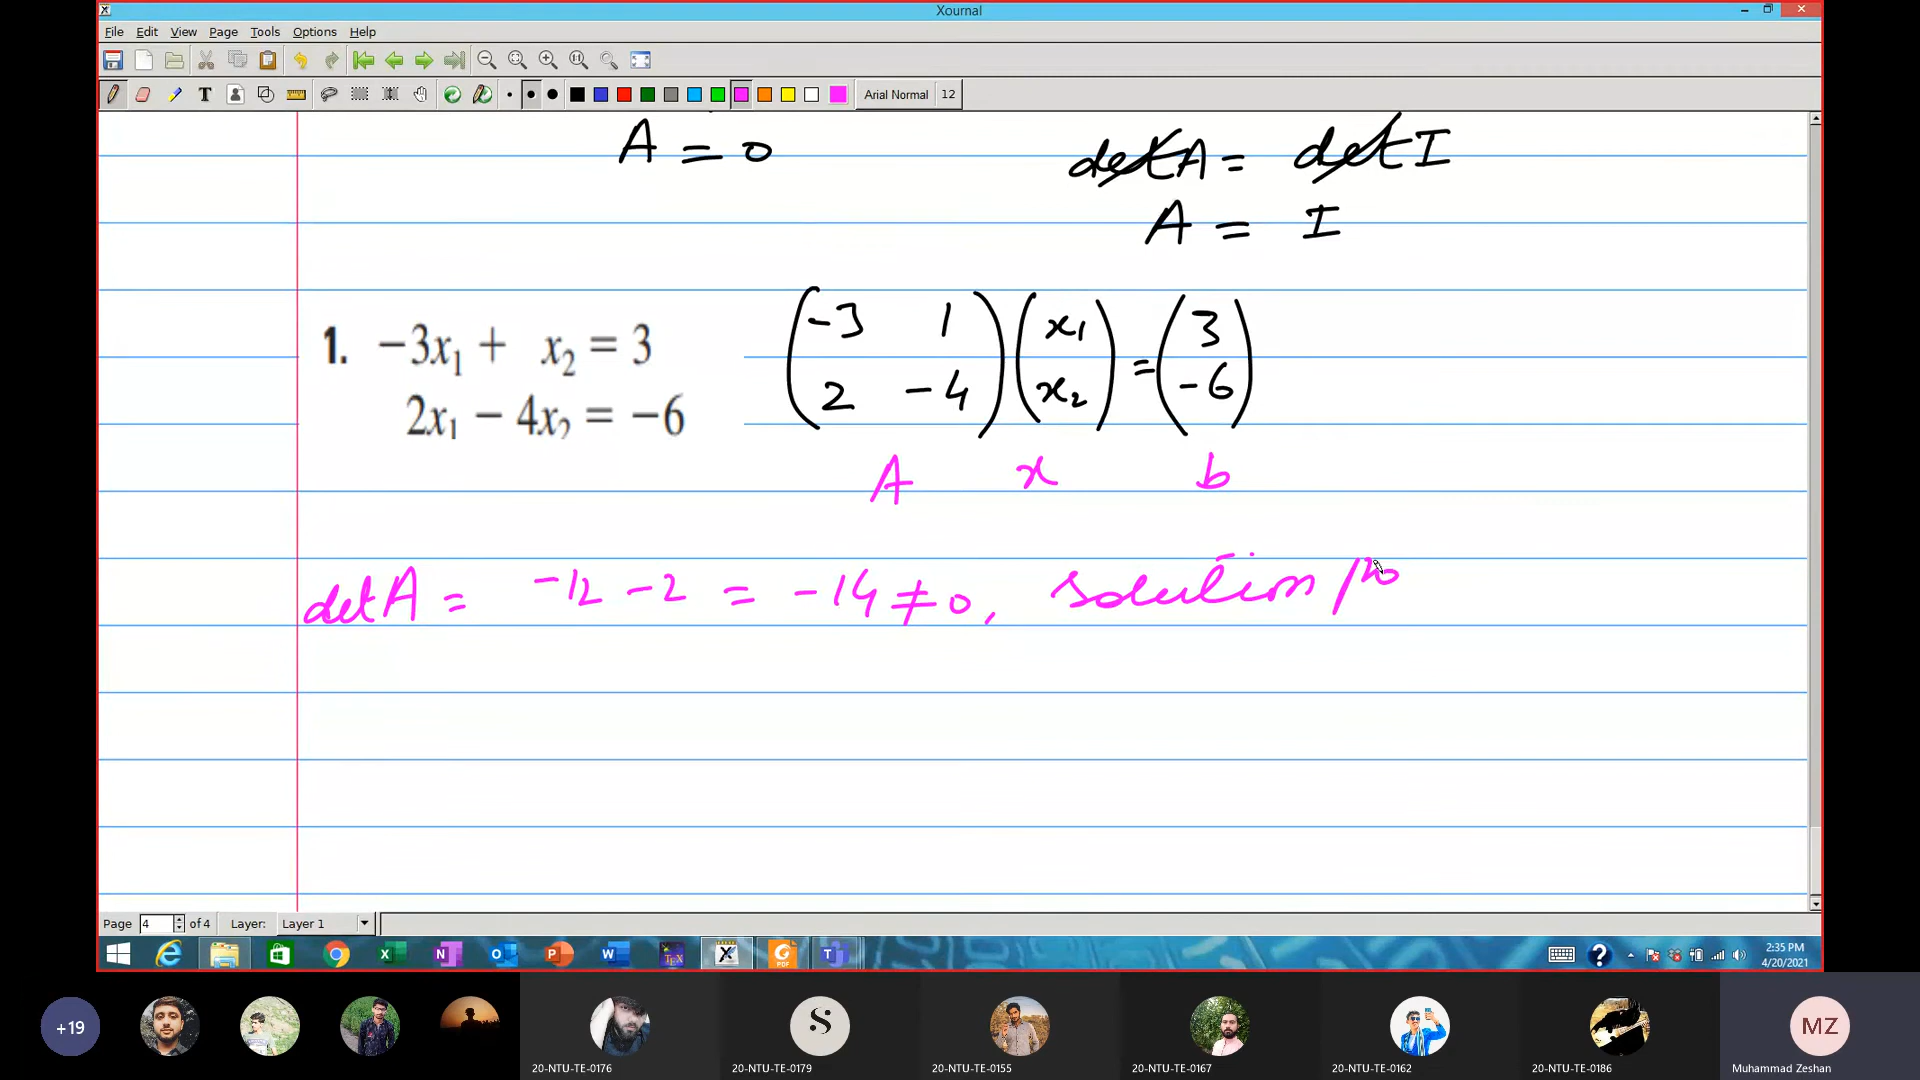 Xournal
File Edit View Page Tools Options Help
Arial Normal 12
A = 0
detA = detI
A = I
1. −3x₁ + x₂ = 3
2x₁ − 4x₂ = −6
(-3 1) (x1) = (3)
(2 -4) (x2) (-6)
A x b
detA = -12 -2 = -14 ≠ 0, solution
Page 4 of 4 Layer: Layer 1
2:35 PM
4/20/2021
+19
S
MZ
20-NTU-TE-0176 20-NTU-TE-0179 20-NTU-TE-0155 20-NTU-TE-0167 20-NTU-TE-0162 20-NTU-TE-0186 Muhammad Zeshan